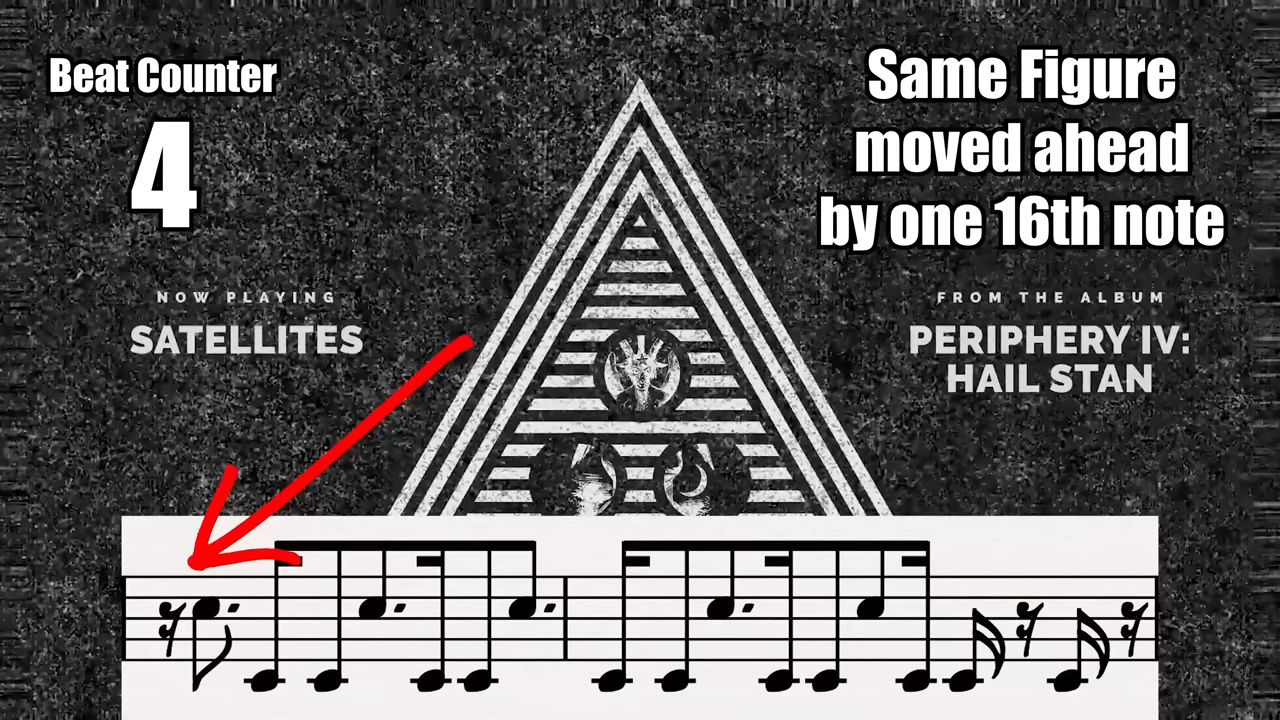 Beat Counter
4
Same Figure
moved ahead
by one 16th note
NOW PLAYING
SATELLITES
FROM THE ALBUM
PERIPHERY IV:
HAIL STAN